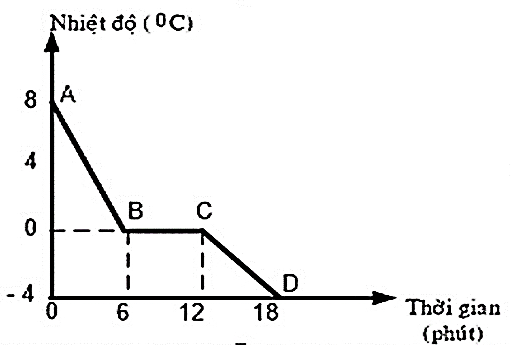 Nhiệt độ ( ⁰C)
8
A
4
B
C
0
D
- 4
0
6
12
18
Thời gian
(phút)